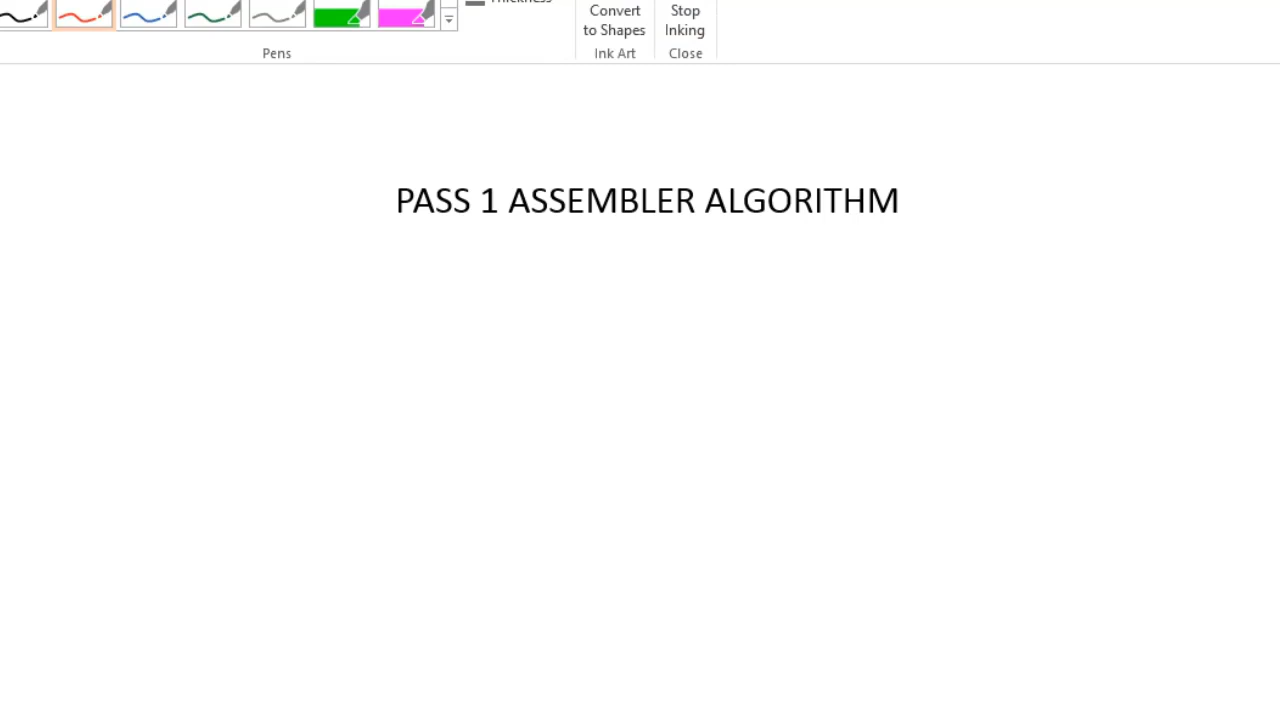 Convert
to Shapes
Stop
Inking
Pens
Ink Art
Close
PASS 1 ASSEMBLER ALGORITHM